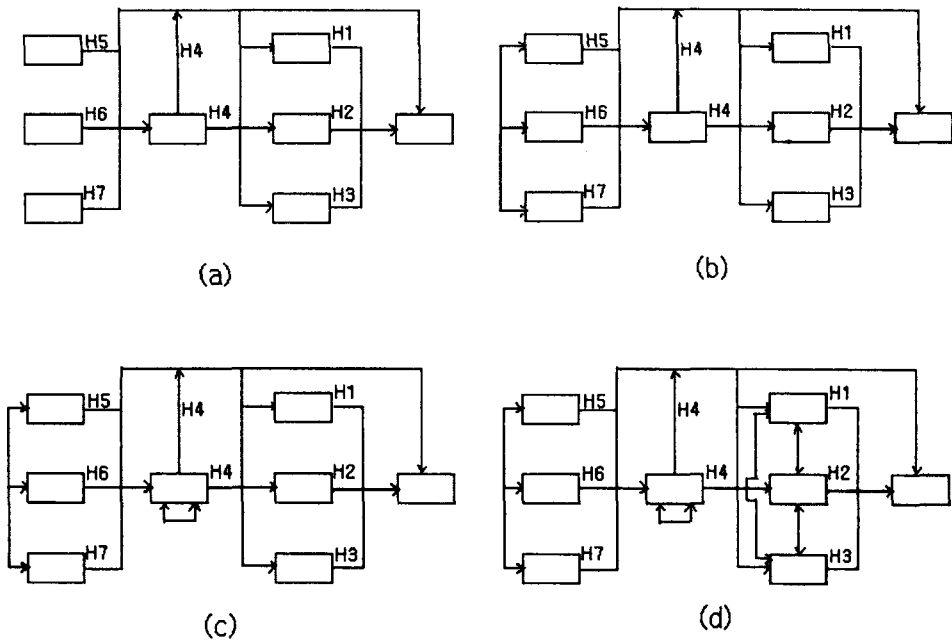 H5 H4 H1
H6 H4 H2
H7 H3
(a)
H5 H4 H1
H6 H4 H2
H7 H3
(b)
H5 H4 H1
H6 H4 H2
H7 H3
(c)
H5 H4 H1
H6 H4 H2
H7 H3
(d)